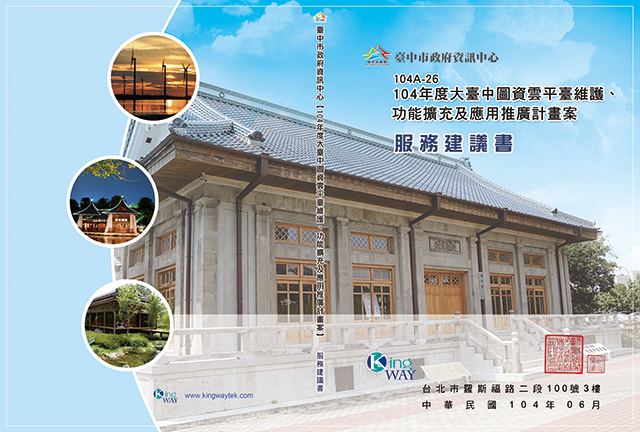 臺中市政府資訊中心
104A-26
104年度大臺中圖資雲平臺維護、
功能擴充及應用推廣計畫案
服務建議書
King
WAY
台北市羅斯福路二段100號3樓
中華民國104年06月
臺中市政府資訊中心【104年度大臺中圖資雲平臺維護、功能擴充及應用推廣計畫案】 服務建議書
King
WAY
www.kingwaytek.com